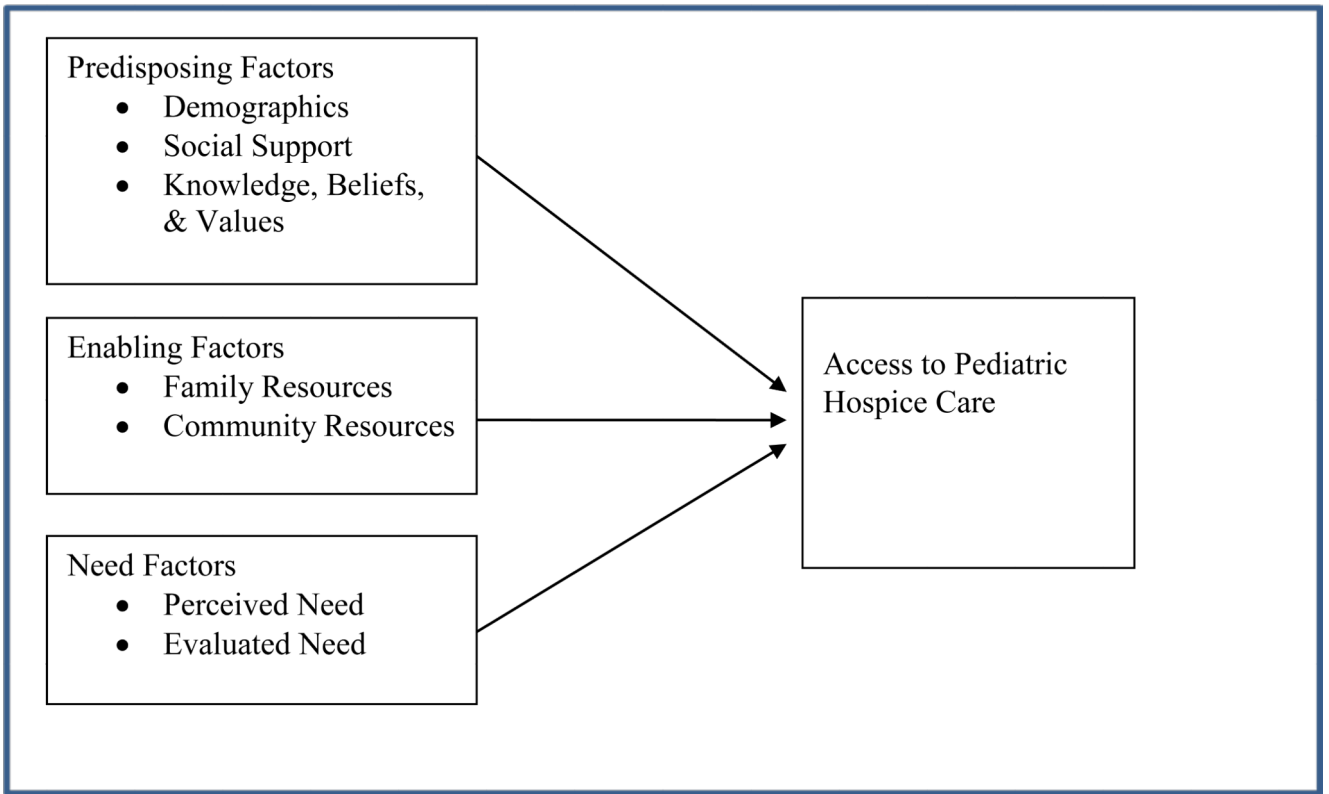 Predisposing Factors
• Demographics
• Social Support
• Knowledge, Beliefs,
& Values
Enabling Factors
• Family Resources
• Community Resources
Need Factors
• Perceived Need
• Evaluated Need
Access to Pediatric
Hospice Care